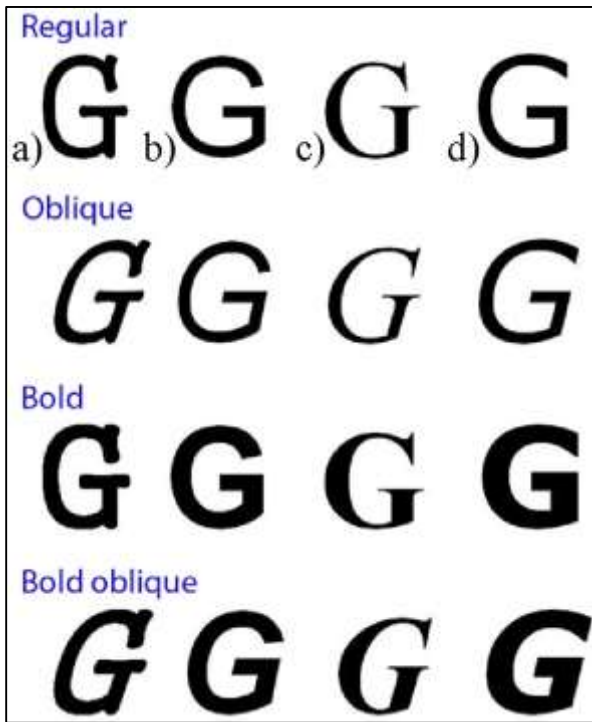 Regular
a) G b) G c) G d) G
Oblique
G G G G
Bold
G G G G
Bold oblique
G G G G